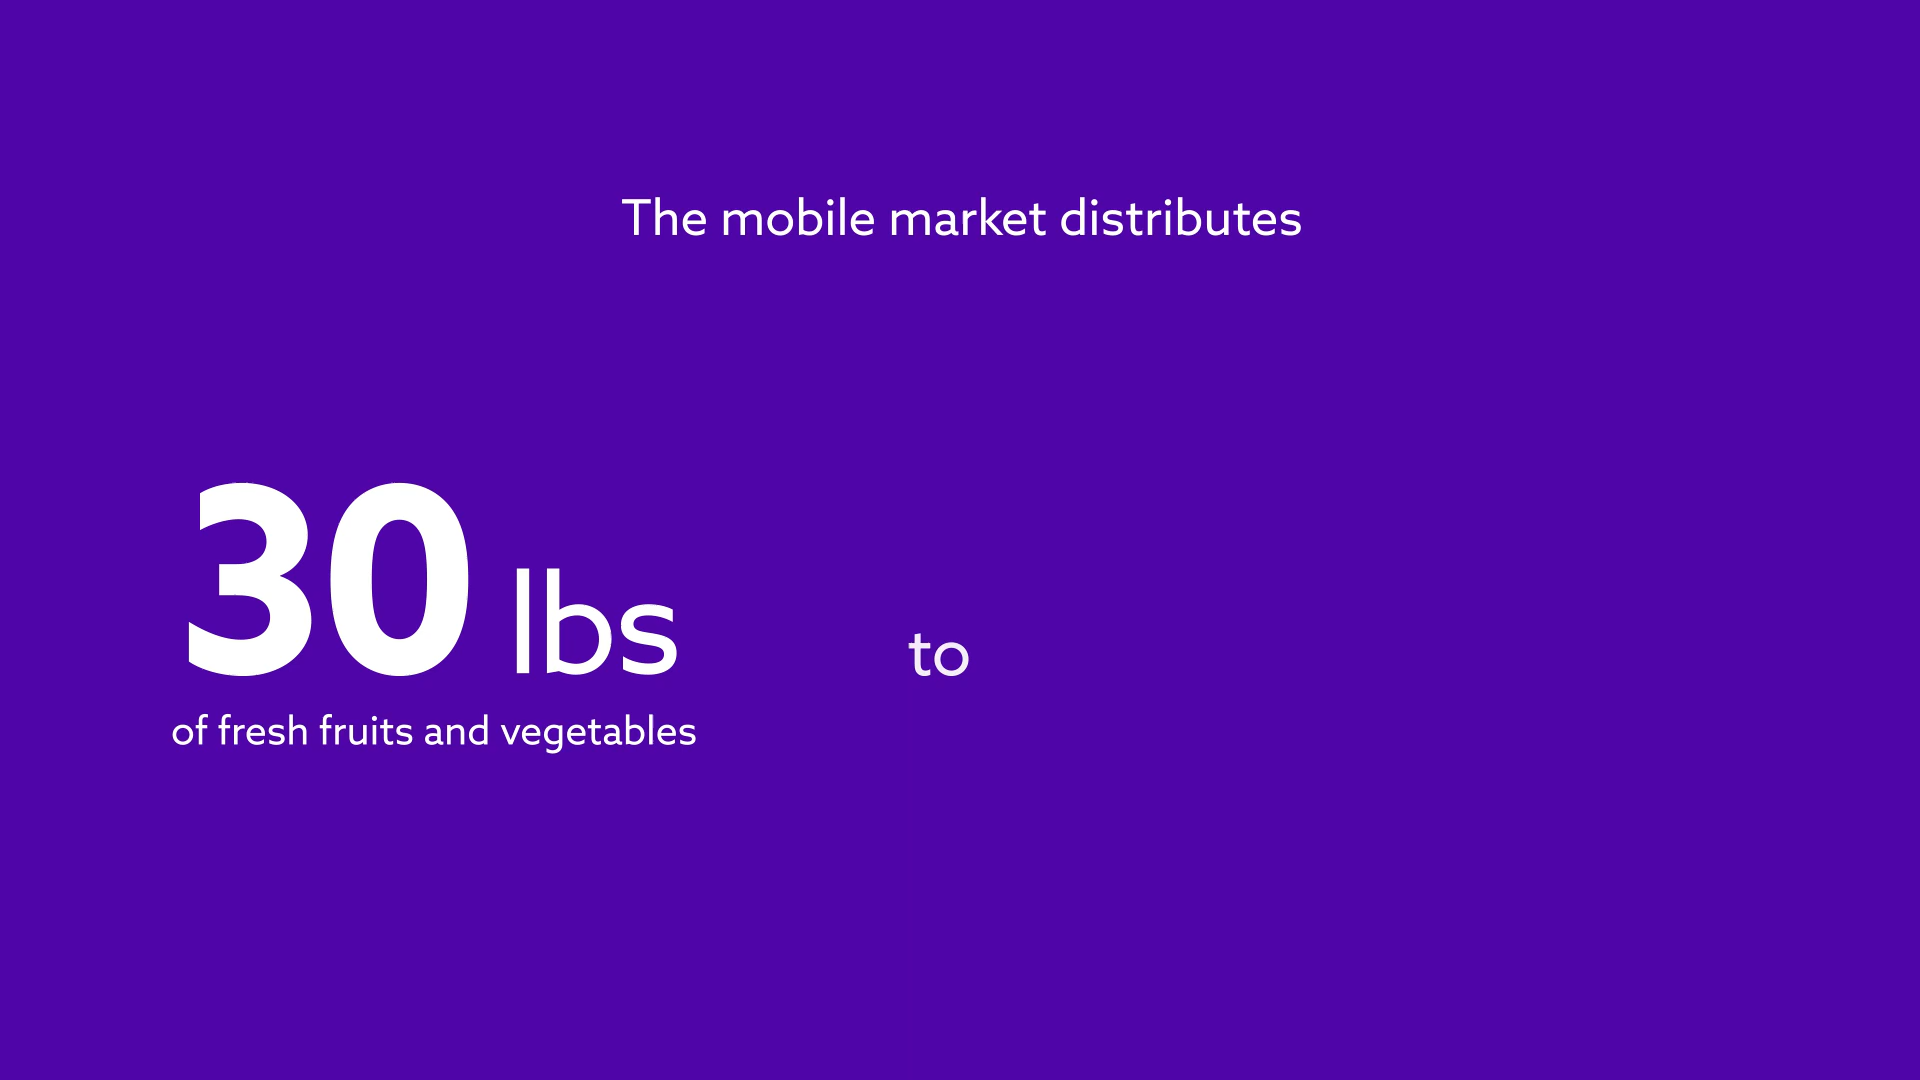 The mobile market distributes
30 lbs to
of fresh fruits and vegetables